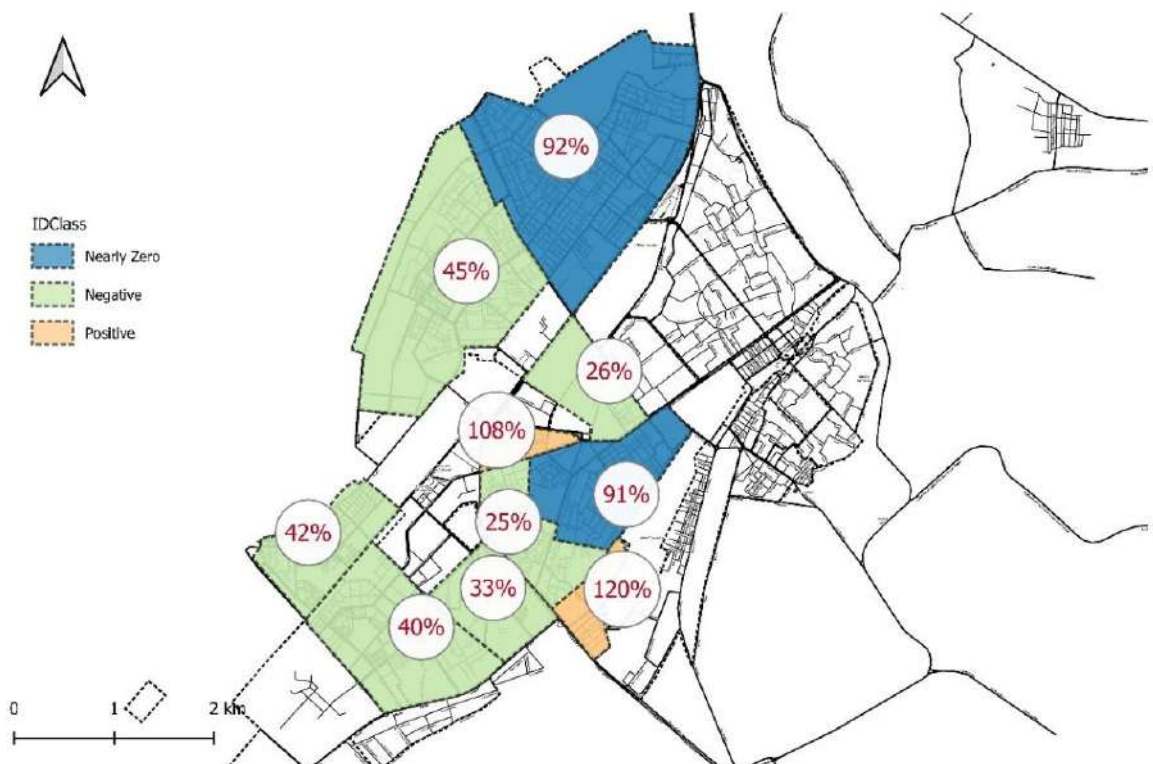 92%
IDClass
Nearly Zero
45%
Negative
Positive
26%
108%
91%
25%
42%
33%
120%
40%
0 1 2 km